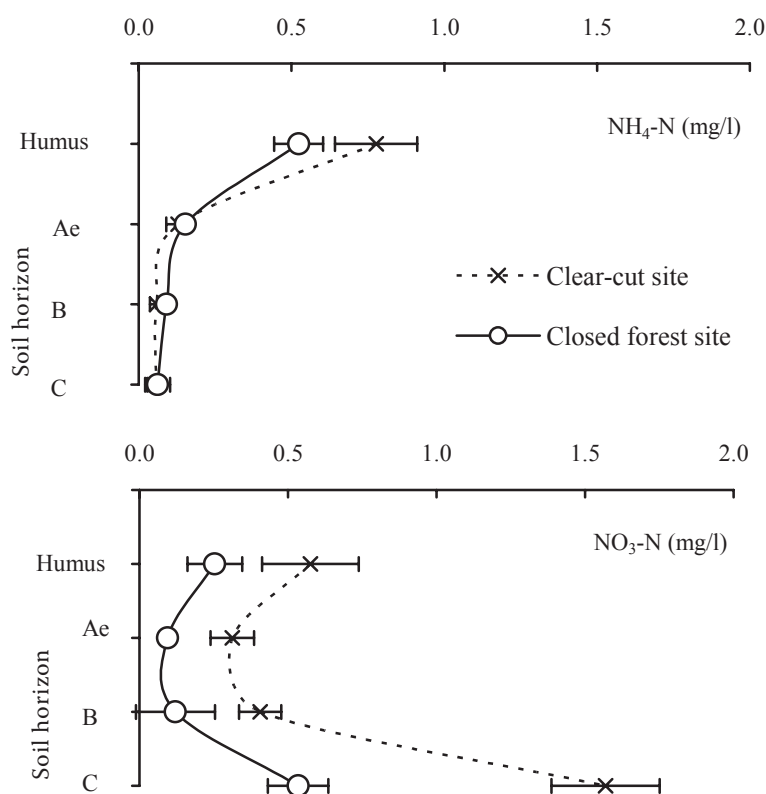 0.0 0.5 1.0 1.5 2.0
Humus
NH₄-N (mg/l)
Ae
Clear-cut site
B
Closed forest site
C
Soil horizon
0.0 0.5 1.0 1.5 2.0
NO₃-N (mg/l)
Humus
Ae
B
C
Soil horizon